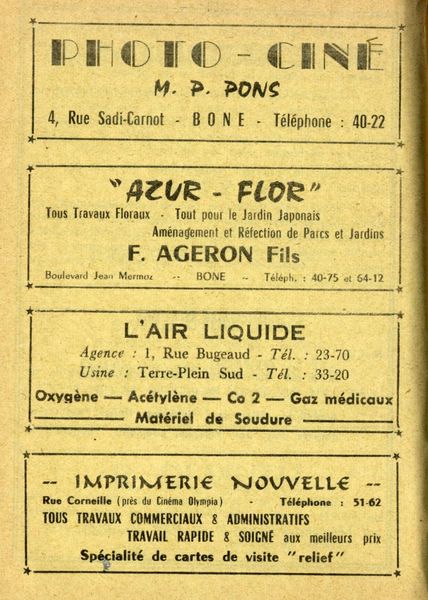 PHOTO - CINÉ
M. P. PONS
4, Rue Sadi-Carnot - BONE - Téléphone : 40-22
"AZUR - FLOR"
Tous Travaux Floraux - Tout pour le Jardin Japonais
Aménagement et Réfection de Parcs et Jardins
F. AGERON Fils
Boulevard Jean Mermoz -- BONE - Téléph. : 40-75 et 64-12
L'AIR LIQUIDE
Agence : 1, Rue Bugeaud - Tél. : 23-70
Usine : Terre-Plein Sud - Tél. : 33-20
Oxygène — Acétylène — Co 2 — Gaz médicaux
Matériel de Soudure
-- IMPRIMERIE NOUVELLE --
Rue Corneille (près du Cinéma Olympia) - Téléphone : 51-62
TOUS TRAVAUX COMMERCIAUX & ADMINISTRATIFS
TRAVAIL RAPIDE & SOIGNÉ aux meilleurs prix
Spécialité de cartes de visite "relief"